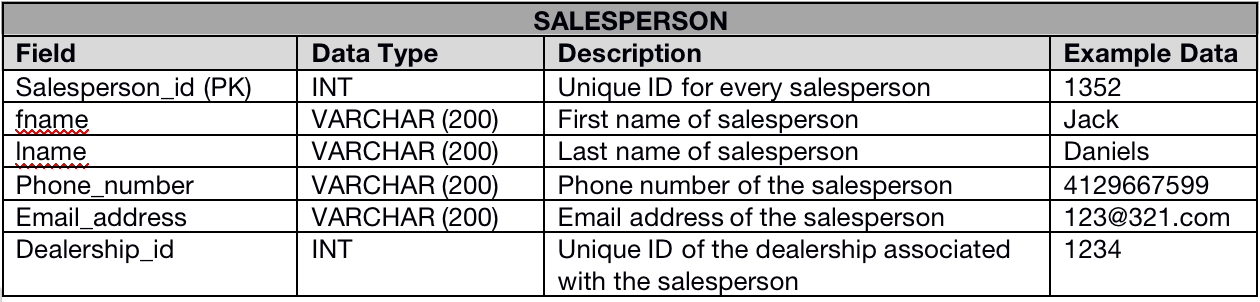 SALESPERSON
Field Data Type Description Example Data
Salesperson_id (PK) INT Unique ID for every salesperson 1352
fname VARCHAR (200) First name of salesperson Jack
lname VARCHAR (200) Last name of salesperson Daniels
Phone_number VARCHAR (200) Phone number of the salesperson 4129667599
Email_address VARCHAR (200) Email address of the salesperson 123@321.com
Dealership_id INT Unique ID of the dealership associated 1234
with the salesperson